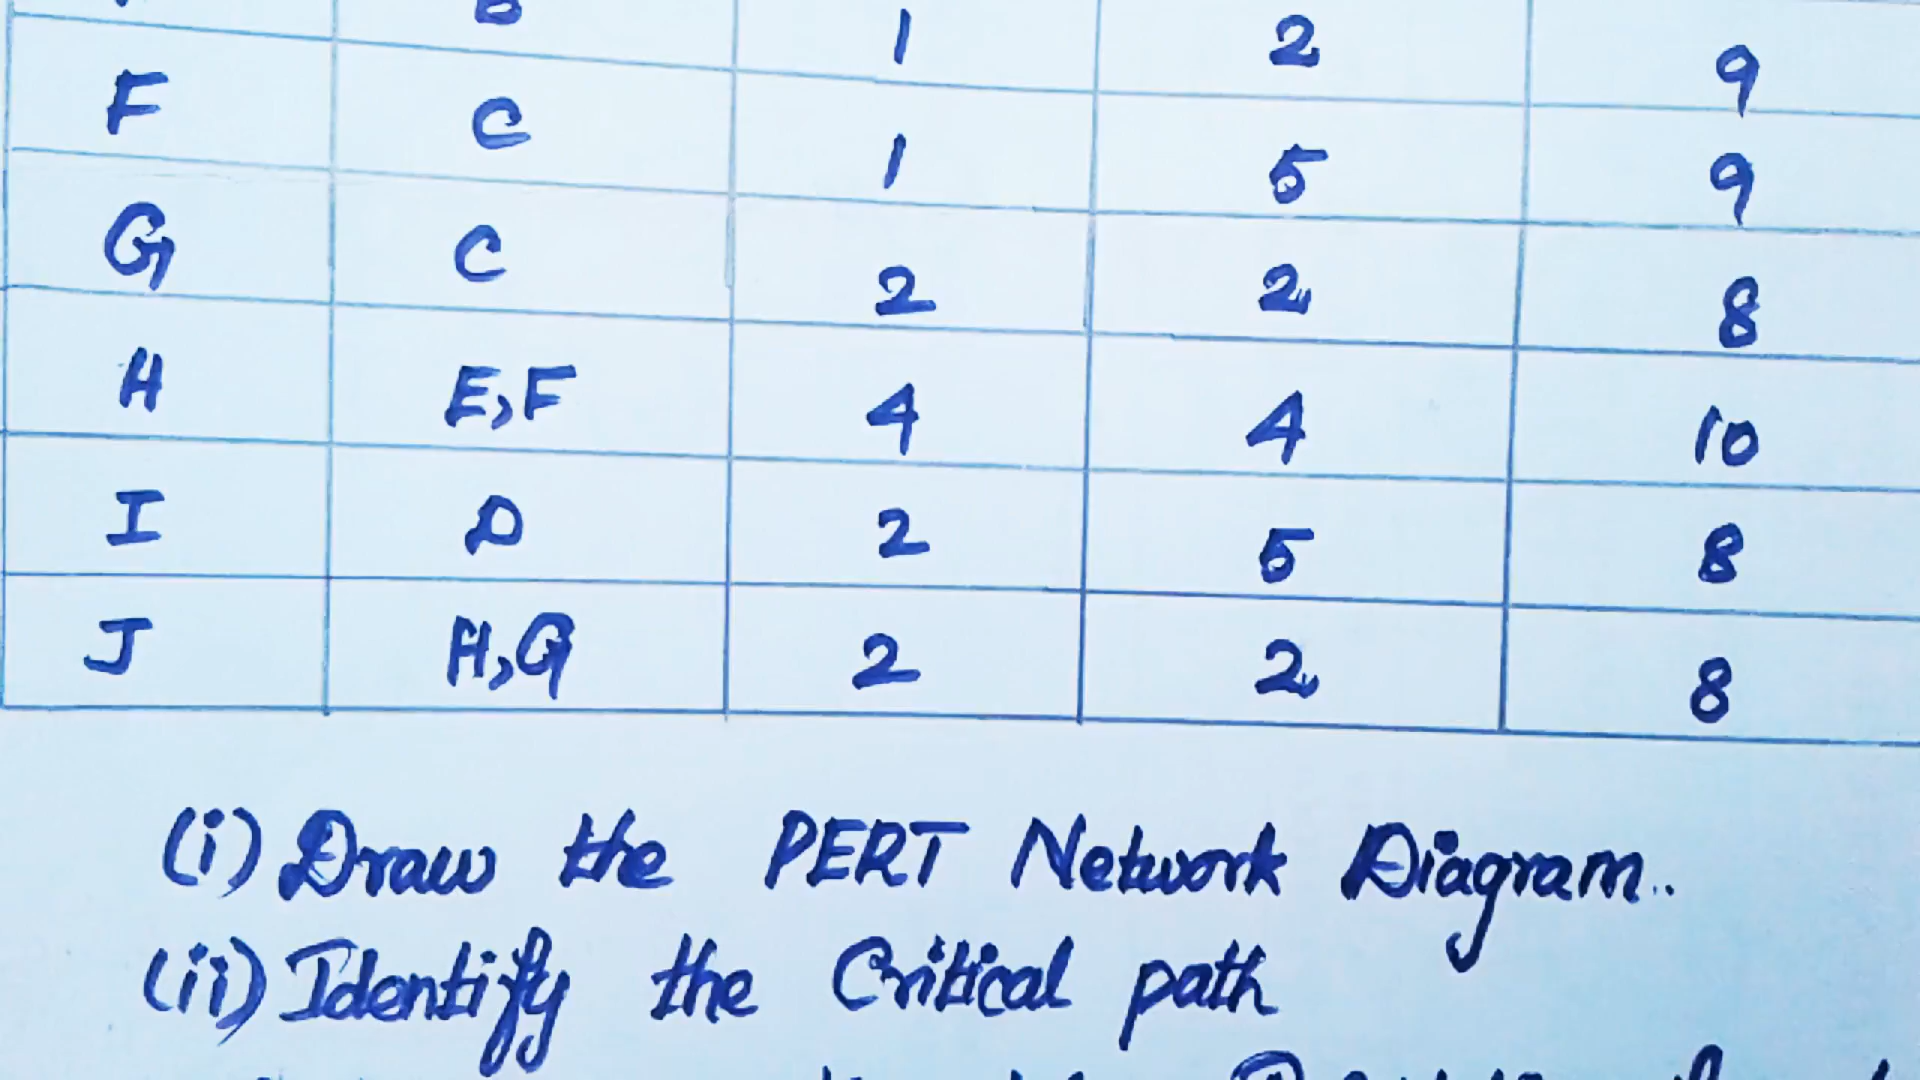 B 1 2 9
F C 1 5 9
G C 2 2 8
H E,F 4 4 10
I D 2 5 8
J H,G 2 2 8
(i) Draw the PERT Network Diagram..
(ii) Identify the Critical path